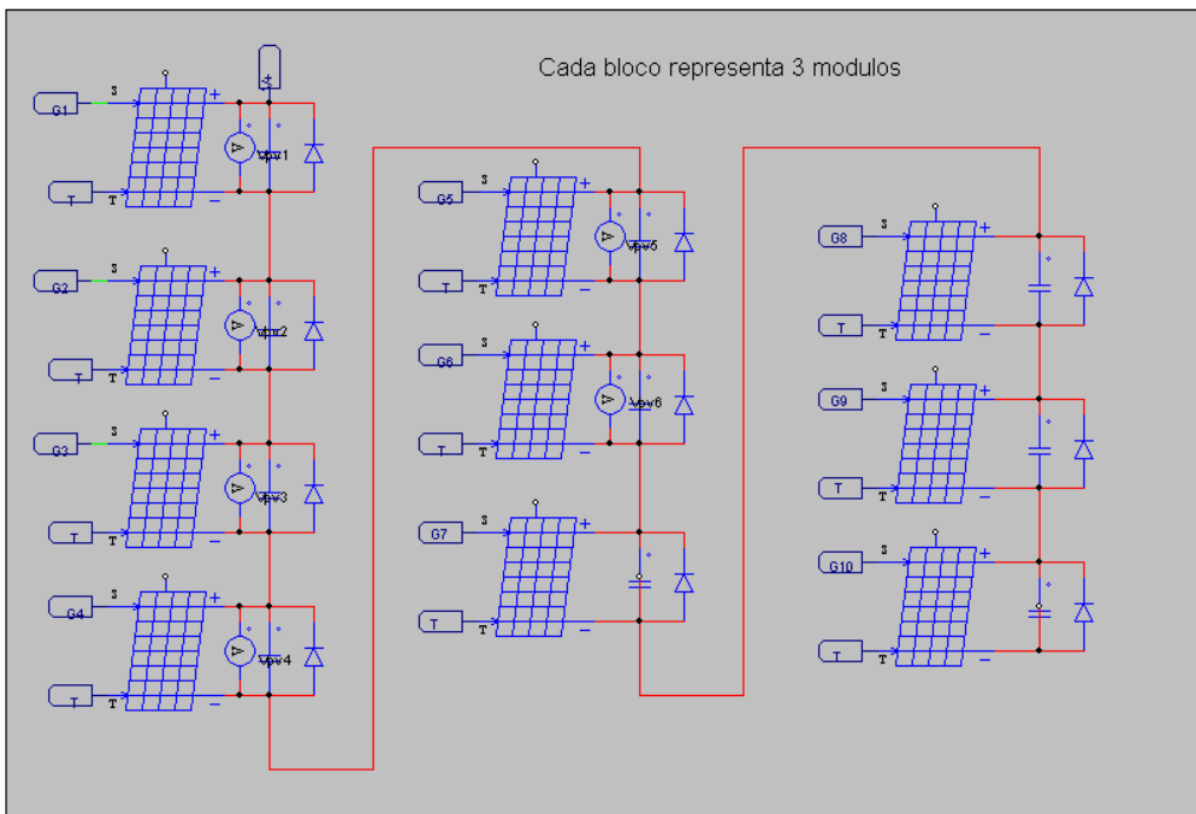 Cada bloco representa 3 modulos
V+
G1 S +
Vpv1
T T −
G2 S +
T T −
G3 S +
Vpv3
T T −
G4 S +
Vpv4
T T −
G5 S +
Vpv5
T T −
G6 S +
Vpv6
T T −
G7 S +
T T −
G8 S +
T T −
G9 S +
T T −
G10 S +
T T −